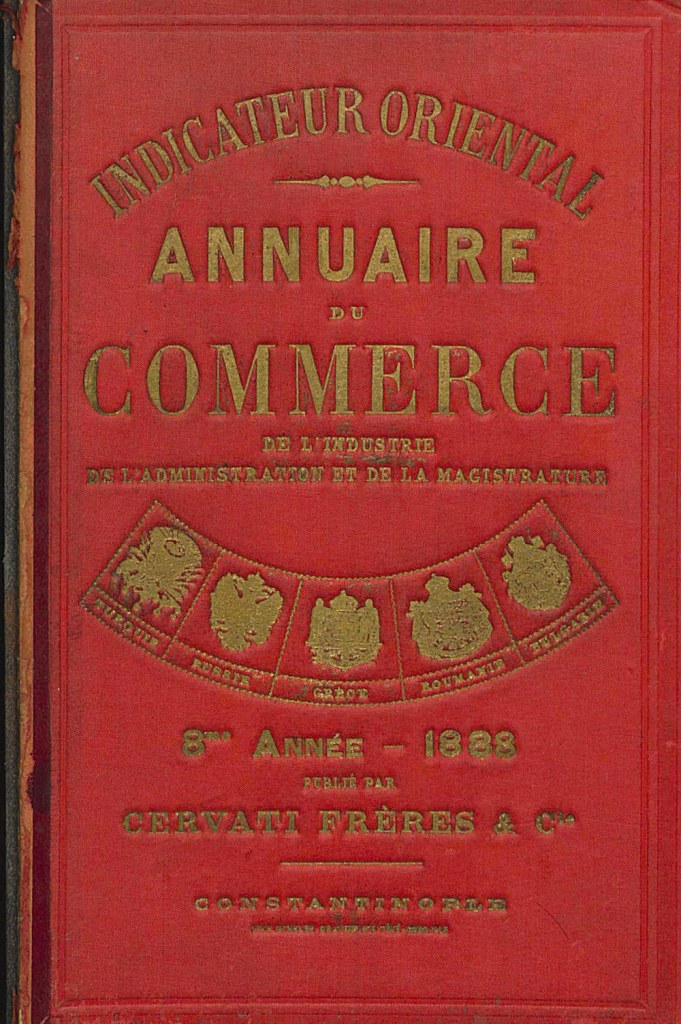 INDICATEUR ORIENTAL
ANNUAIRE
DU
COMMERCE
DE L'INDUSTRIE
DE L'ADMINISTRATION ET DE LA MAGISTRATURE
TURQUIE
RUSSIE
GRÈCE
ROUMANIE
BULGARIE
8me ANNÉE – 1888
PUBLIÉ PAR
CERVATI FRÈRES & Cie
CONSTANTINOPLE